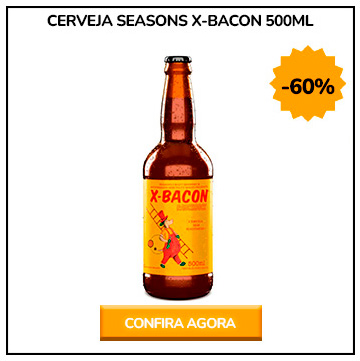 CERVEJA SEASONS X-BACON 500ML
-60%
X-BACON
500ML
CONFIRA AGORA